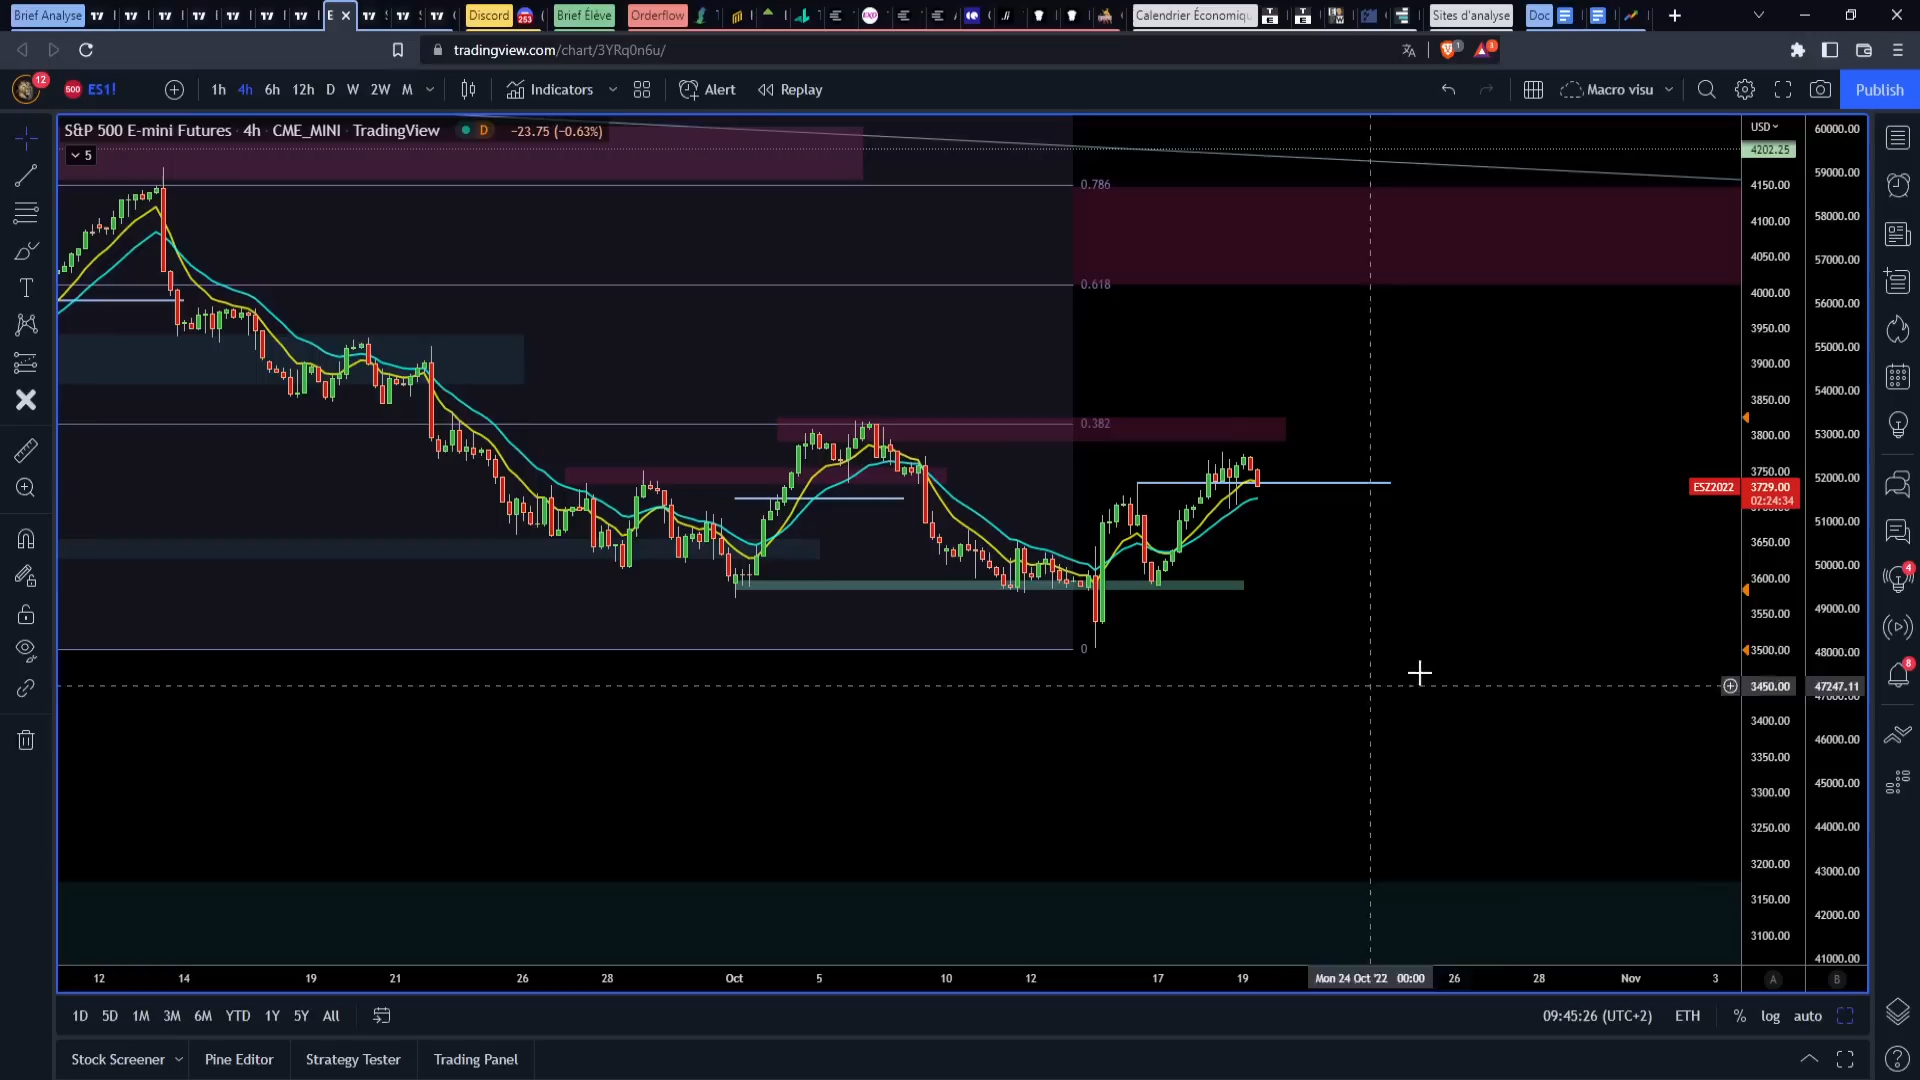 Brief Analyse
E
Discord
253
Brief Élève
Orderflow
EXO
Calendrier Économiqu
Sites d'analyse
Doc
tradingview.com/chart/3YRq0n6u/
1
3
12
500 ES1!
1h 4h 6h 12h D W 2W M
Indicators
Alert
Replay
Macro visu
Publish
S&P 500 E-mini Futures · 4h · CME_MINI · TradingView
D
−23.75 (−0.63%)
5
USD
4202.25
4150.00
4100.00
4050.00
4000.00
3950.00
3900.00
3850.00
3800.00
3750.00
ESZ2022 3729.00
02:24:34
3650.00
3600.00
3550.00
3500.00
3450.00
3400.00
3350.00
3300.00
3250.00
3200.00
3150.00
3100.00
60000.00
59000.00
58000.00
57000.00
56000.00
55000.00
54000.00
53000.00
52000.00
51000.00
50000.00
49000.00
48000.00
47247.11
46000.00
45000.00
44000.00
43000.00
42000.00
41000.00
0.786
0.618
0.382
0
4
8
12 14 19 21 26 28 Oct 5 10 12 17 19 Mon 24 Oct '22 00:00 26 28 Nov 3
A B
1D 5D 1M 3M 6M YTD 1Y 5Y All
09:45:26 (UTC+2) ETH % log auto
Stock Screener
Pine Editor
Strategy Tester
Trading Panel